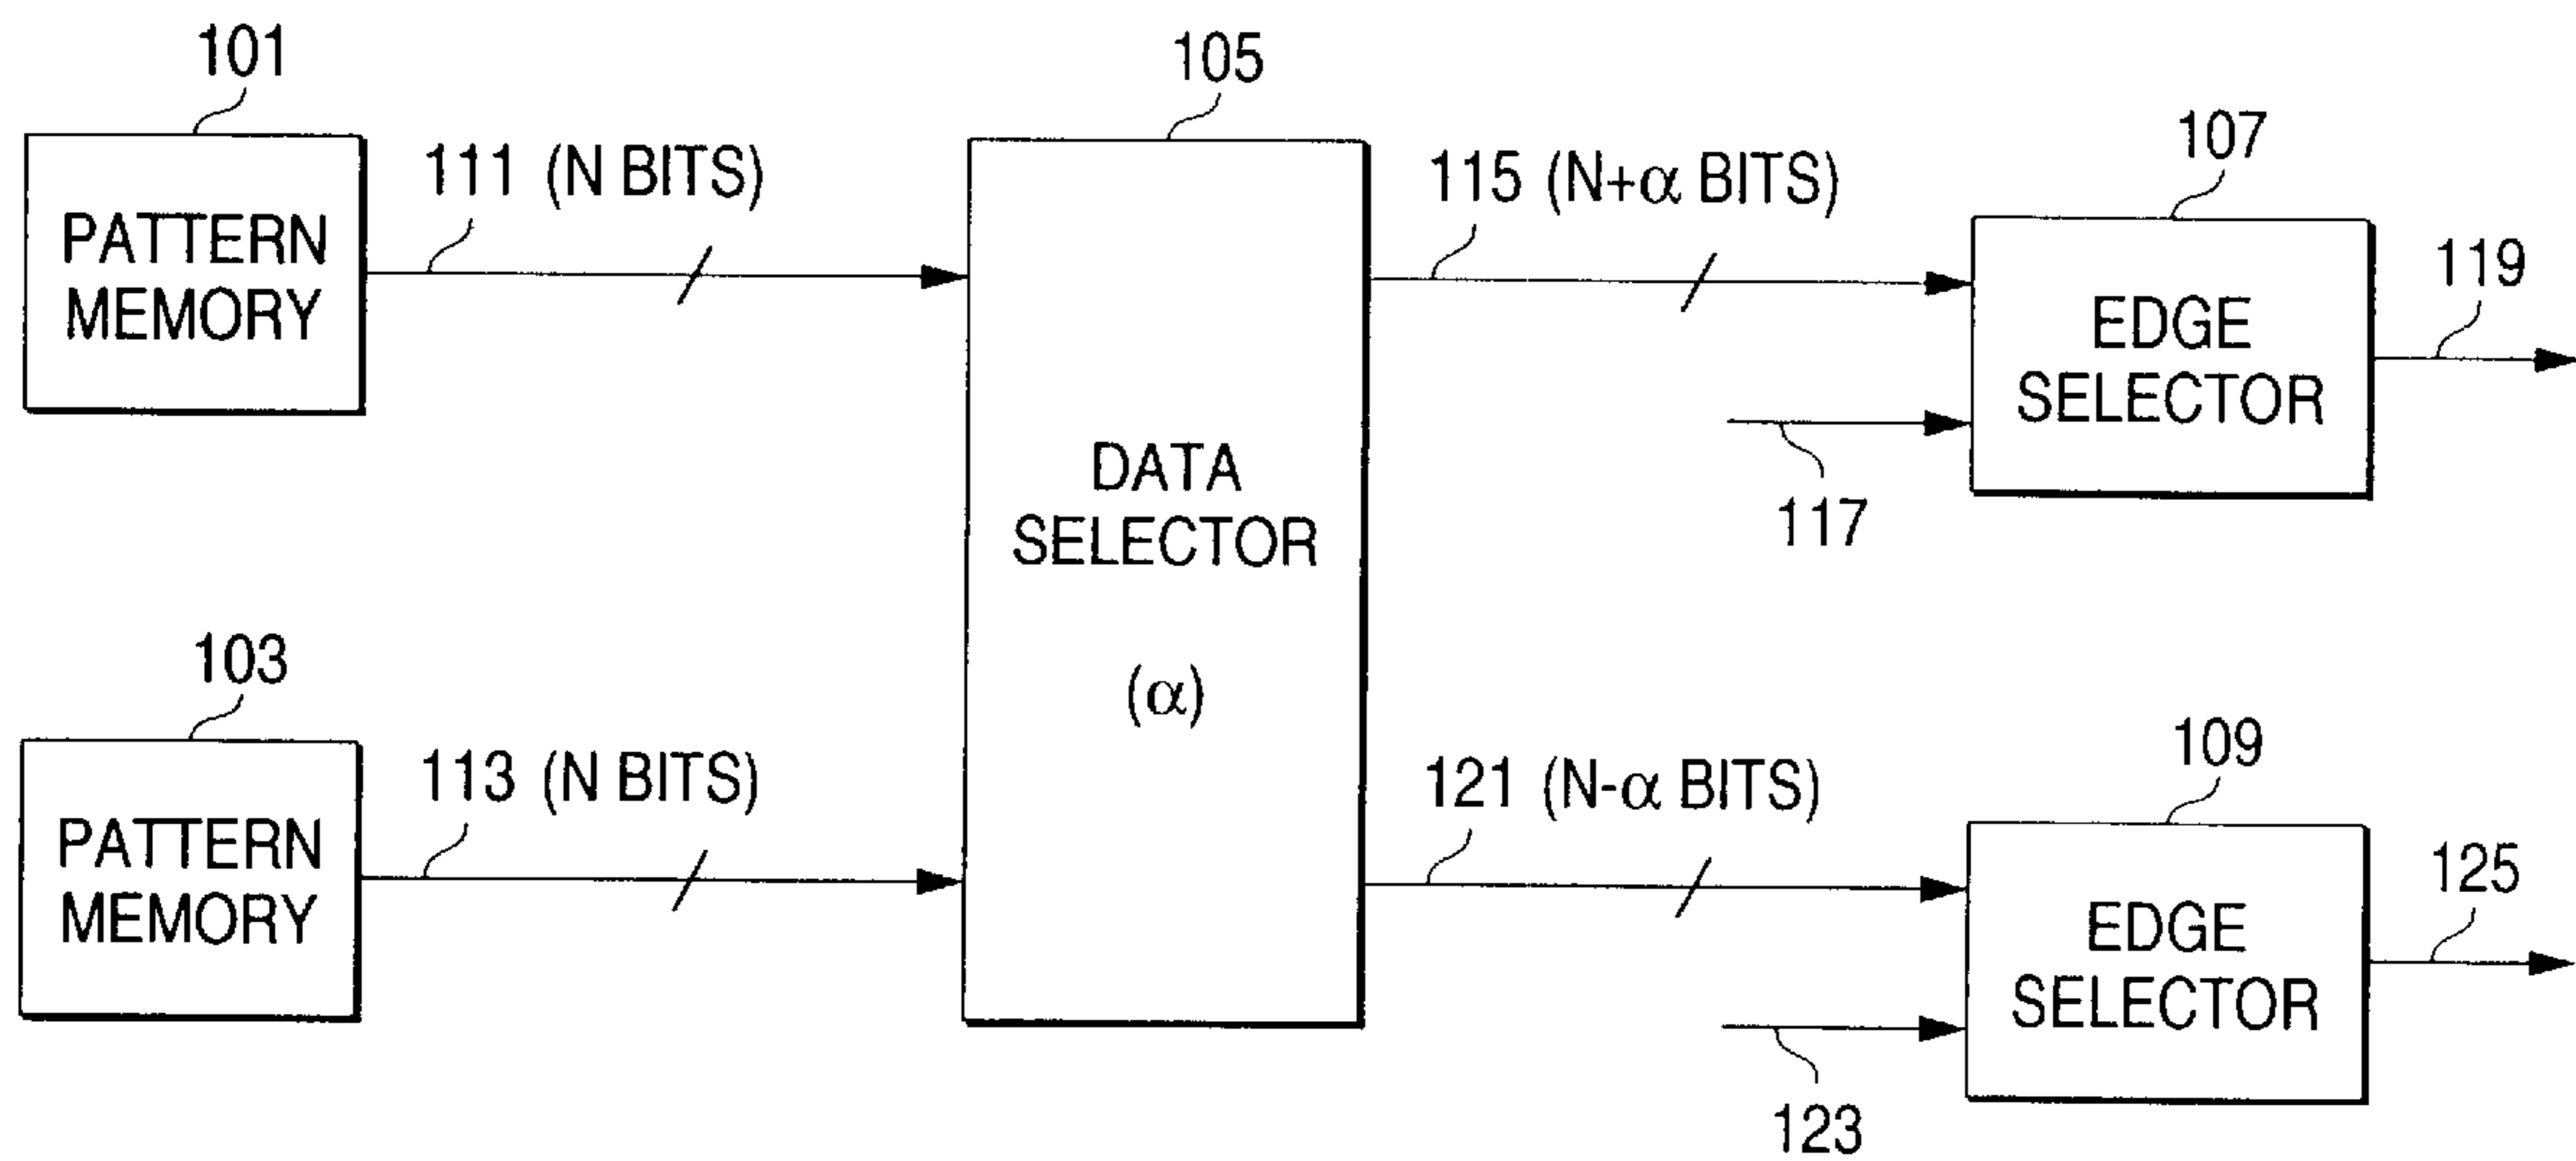 101
PATTERN
MEMORY
111 (N BITS)
105
DATA
SELECTOR
(α)
115 (N+α BITS)
107
EDGE
SELECTOR
117
119
103
PATTERN
MEMORY
113 (N BITS)
121 (N-α BITS)
109
EDGE
SELECTOR
123
125